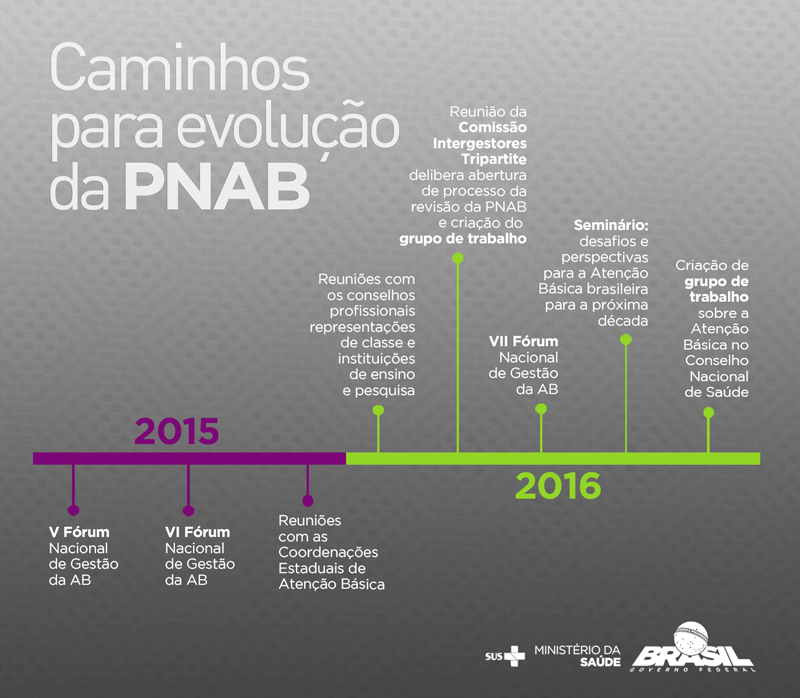 Caminhos
para evolução
da PNAB
2015
V Fórum
Nacional
de Gestão
da AB
VI Fórum
Nacional
de Gestão
da AB
Reuniões
com as
Coordenações
Estaduais de
Atenção Básica
Reuniões com
os conselhos
profissionais
representações
de classe e
instituições
de ensino
e pesquisa
Reunião da
Comissão
Intergestores
Tripartite
delibera abertura
de processo da
revisão da PNAB
e criação do
grupo de trabalho
VII Fórum
Nacional
de Gestão
da AB
Seminário:
desafios e
perspectivas
para a Atenção
Básica brasileira
para a próxima
década
Criação de
grupo de
trabalho
sobre a
Atenção
Básica no
Conselho
Nacional
de Saúde
2016
SUS
MINISTÉRIO DA
SAÚDE
BRASIL
GOVERNO FEDERAL